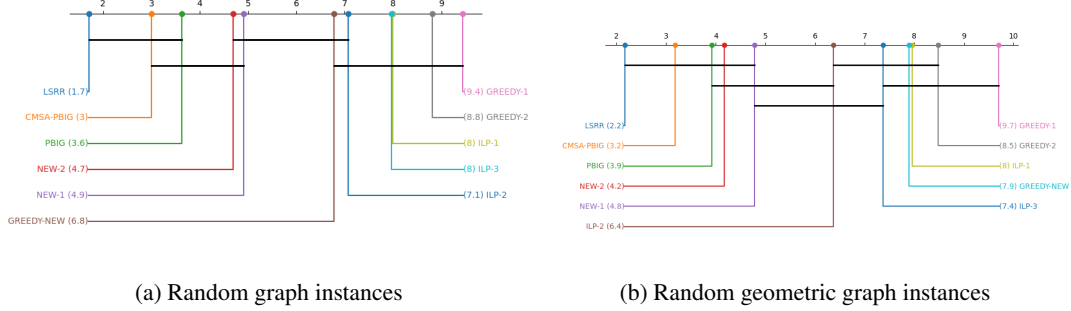 2 3 4 5 6 7 8 9
LSRR (1.7)
CMSA-PBIG (3)
PBIG (3.6)
NEW-2 (4.7)
NEW-1 (4.9)
GREEDY-NEW (6.8)
(9.4) GREEDY-1
(8.8) GREEDY-2
(8) ILP-1
(8) ILP-3
(7.1) ILP-2
(a) Random graph instances
2 3 4 5 6 7 8 9 10
LSRR (2.2)
CMSA-PBIG (3.2)
PBIG (3.9)
NEW-2 (4.2)
NEW-1 (4.8)
ILP-2 (6.4)
(9.7) GREEDY-1
(8.5) GREEDY-2
(8) ILP-1
(7.9) GREEDY-NEW
(7.4) ILP-3
(b) Random geometric graph instances